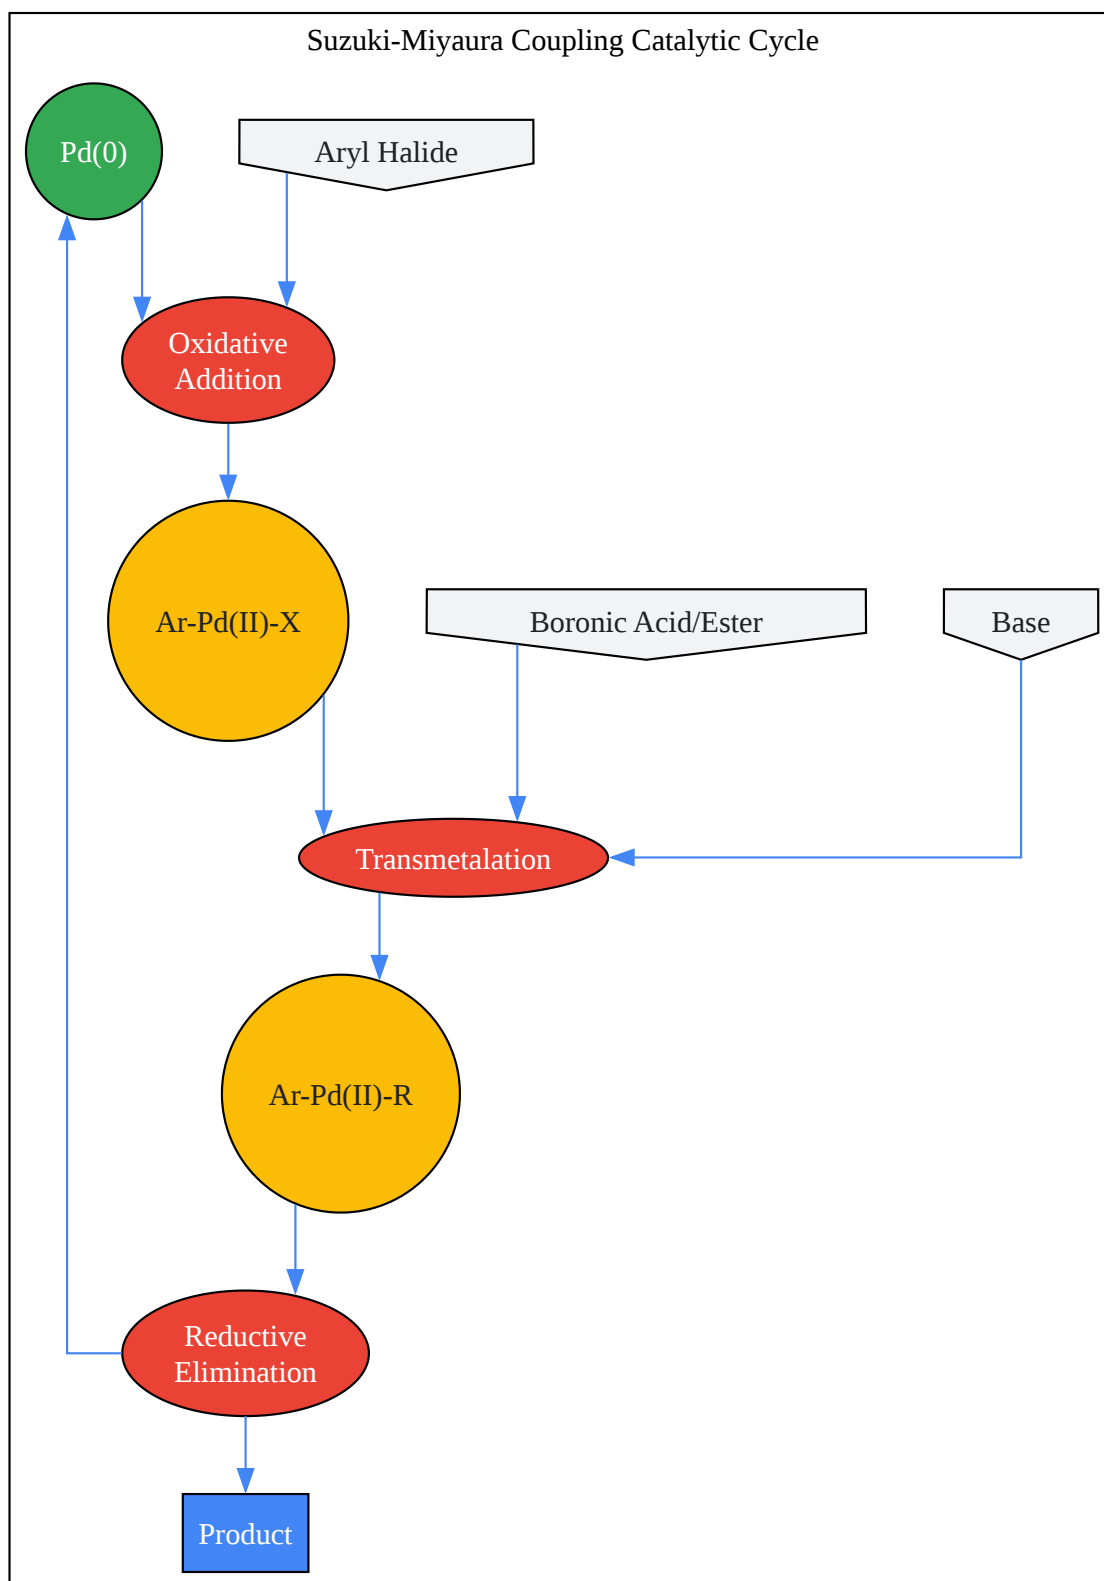 Suzuki-Miyaura Coupling Catalytic Cycle
Pd(0)
Aryl Halide
Oxidative
Addition
Ar-Pd(II)-X
Boronic Acid/Ester
Base
Transmetalation
Ar-Pd(II)-R
Reductive
Elimination
Product